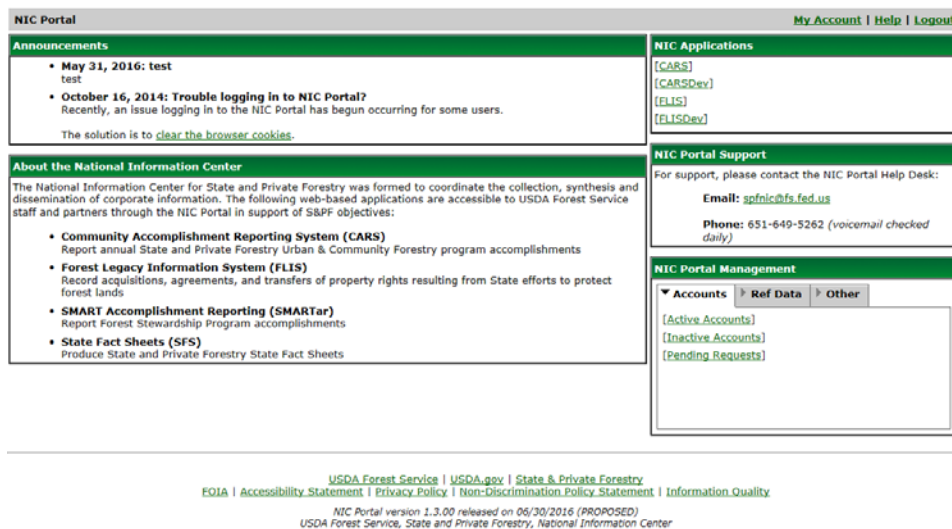 NIC Portal
My Account | Help | Logout
Announcements
• May 31, 2016: test
test
• October 16, 2014: Trouble logging in to NIC Portal?
Recently, an issue logging in to the NIC Portal has begun occurring for some users.
The solution is to clear the browser cookies.
About the National Information Center
The National Information Center for State and Private Forestry was formed to coordinate the collection, synthesis and
dissemination of corporate information. The following web-based applications are accessible to USDA Forest Service
staff and partners through the NIC Portal in support of S&PF objectives:
• Community Accomplishment Reporting System (CARS)
Report annual State and Private Forestry Urban & Community Forestry program accomplishments
• Forest Legacy Information System (FLIS)
Record acquisitions, agreements, and transfers of property rights resulting from State efforts to protect
forest lands
• SMART Accomplishment Reporting (SMARTar)
Report Forest Stewardship Program accomplishments
• State Fact Sheets (SFS)
Produce State and Private Forestry State Fact Sheets
NIC Applications
[CARS]
[CARSDev]
[FLIS]
[FLISDev]
NIC Portal Support
For support, please contact the NIC Portal Help Desk:
Email: spfnic@fs.fed.us
Phone: 651-649-5262 (voicemail checked
daily)
NIC Portal Management
Accounts
Ref Data
Other
[Active Accounts]
[Inactive Accounts]
[Pending Requests]
USDA Forest Service | USDA.gov | State & Private Forestry
FOIA | Accessibility Statement | Privacy Policy | Non-Discrimination Policy Statement | Information Quality
NIC Portal version 1.3.00 released on 06/30/2016 (PROPOSED)
USDA Forest Service, State and Private Forestry, National Information Center